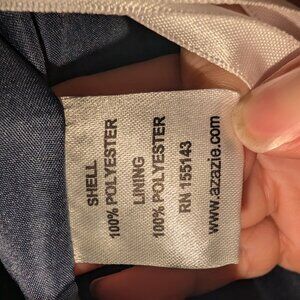 SHELL
100% POLYESTER
LINING
100% POLYESTER
RN 155143
www.azazie.com